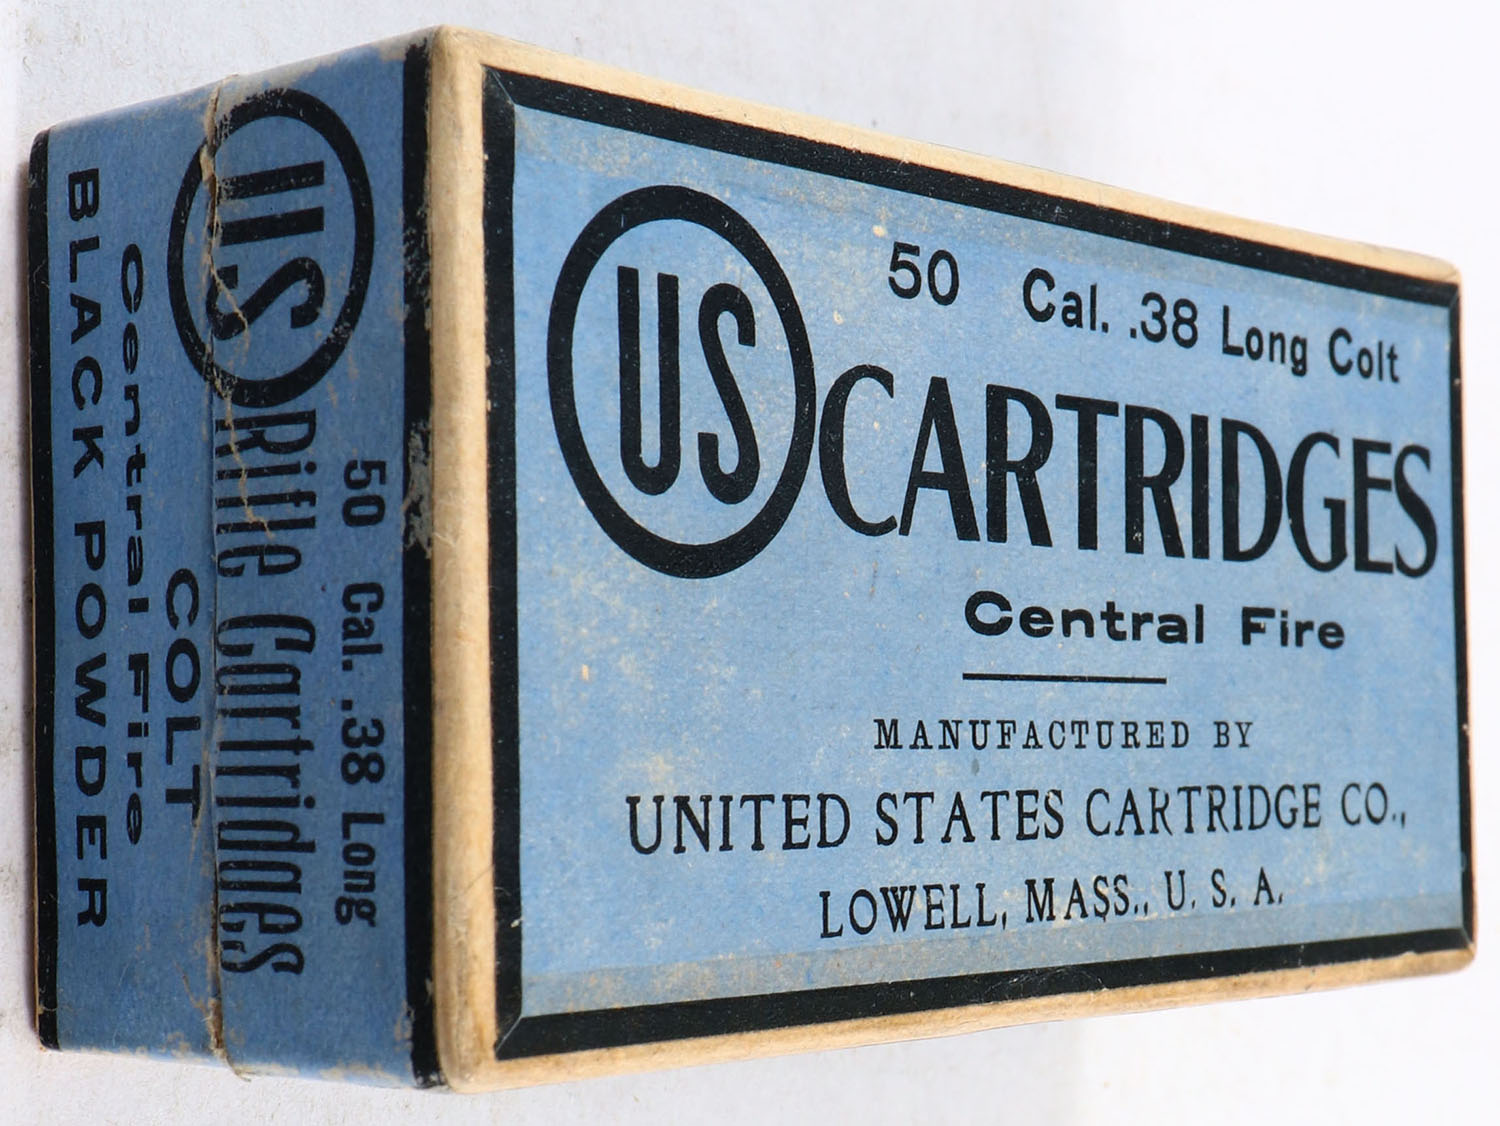 50 Cal. .38 Long Colt
US CARTRIDGES
Central Fire
MANUFACTURED BY
UNITED STATES CARTRIDGE CO.,
LOWELL, MASS., U. S. A.
50 Cal. .38 Long
US Rifle Cartridges
COLT
Central Fire
BLACK POWDER